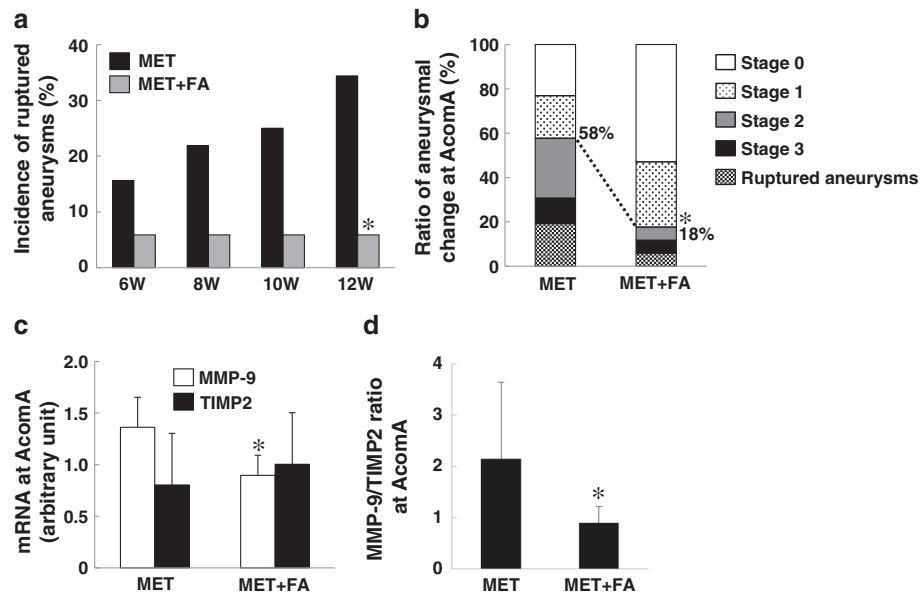 a
Incidence of ruptured
aneurysms (%)
40
30
20
10
0
MET
MET+FA
*
6W 8W 10W 12W
b
Ratio of aneurysmal
change at AcomA (%)
100
80
60
40
20
0
58%
*
18%
MET MET+FA
Stage 0
Stage 1
Stage 2
Stage 3
Ruptured aneurysms
c
mRNA at AcomA
(arbitrary unit)
2.0
1.5
1.0
0.5
0
MMP-9
TIMP2
*
MET MET+FA
d
MMP-9/TIMP2 ratio
at AcomA
4
3
2
1
0
*
MET MET+FA